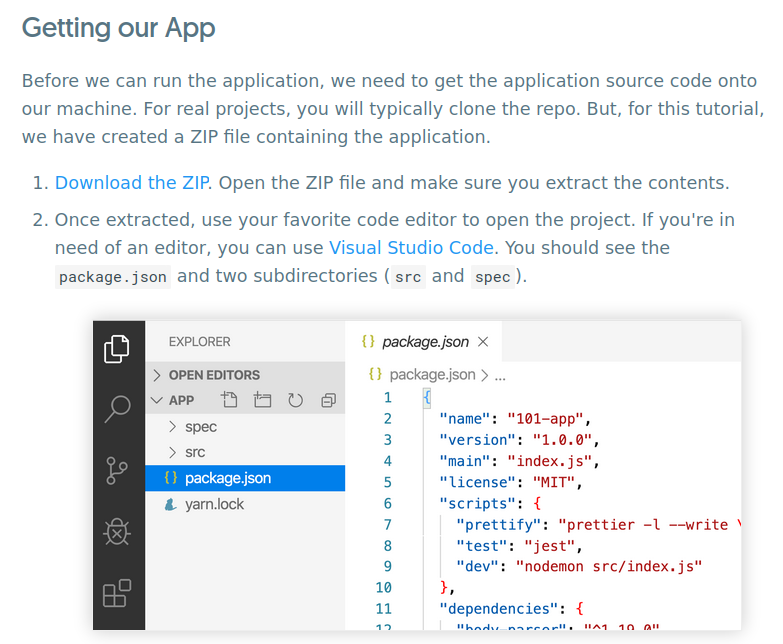 Getting our App
Before we can run the application, we need to get the application source code onto
our machine. For real projects, you will typically clone the repo. But, for this tutorial,
we have created a ZIP file containing the application.
1. Download the ZIP. Open the ZIP file and make sure you extract the contents.
2. Once extracted, use your favorite code editor to open the project. If you're in
need of an editor, you can use Visual Studio Code. You should see the
package.json and two subdirectories ( src and spec ).
EXPLORER
OPEN EDITORS
APP
spec
src
{} package.json
yarn.lock
{} package.json ×
{} package.json > ...
1 {
2 "name": "101-app",
3 "version": "1.0.0",
4 "main": "index.js",
5 "license": "MIT",
6 "scripts": {
7 "prettify": "prettier -l --write \
8 "test": "jest",
9 "dev": "nodemon src/index.js"
10 },
11 "dependencies": {
12 "body-parser": "^1.19.0"